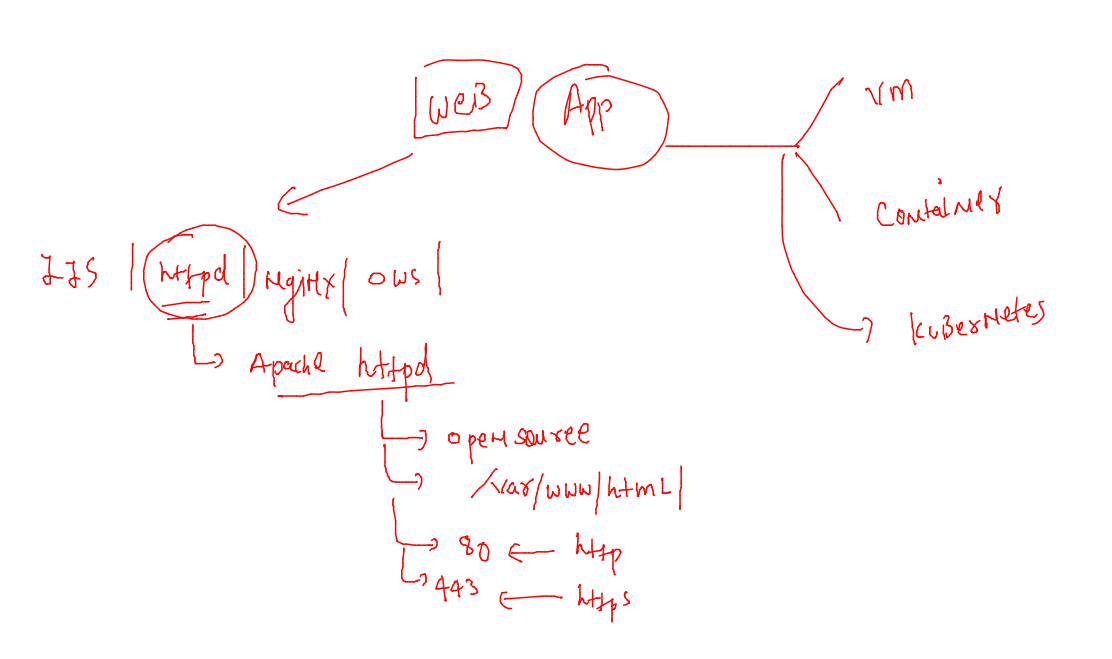 WEB App
VM
Container
IIS | httpd | Nginx | OWS |
Kubernetes
Apache httpd
open source
/var/www/html/
80 http
443 https